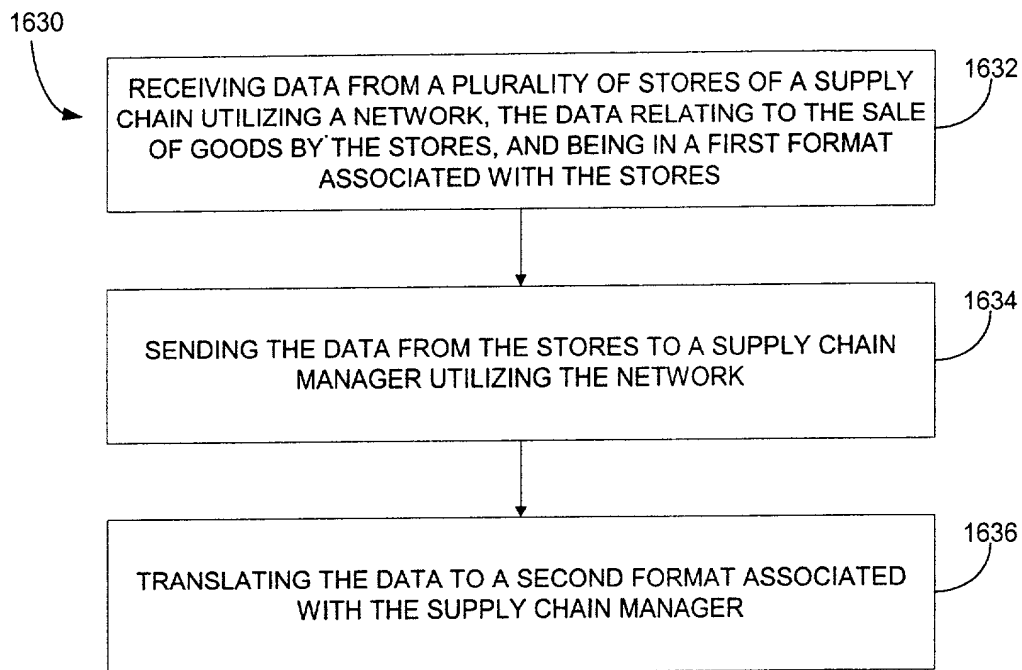 1630
1632
RECEIVING DATA FROM A PLURALITY OF STORES OF A SUPPLY
CHAIN UTILIZING A NETWORK, THE DATA RELATING TO THE SALE
OF GOODS BY THE STORES, AND BEING IN A FIRST FORMAT
ASSOCIATED WITH THE STORES
1634
SENDING THE DATA FROM THE STORES TO A SUPPLY CHAIN
MANAGER UTILIZING THE NETWORK
1636
TRANSLATING THE DATA TO A SECOND FORMAT ASSOCIATED
WITH THE SUPPLY CHAIN MANAGER